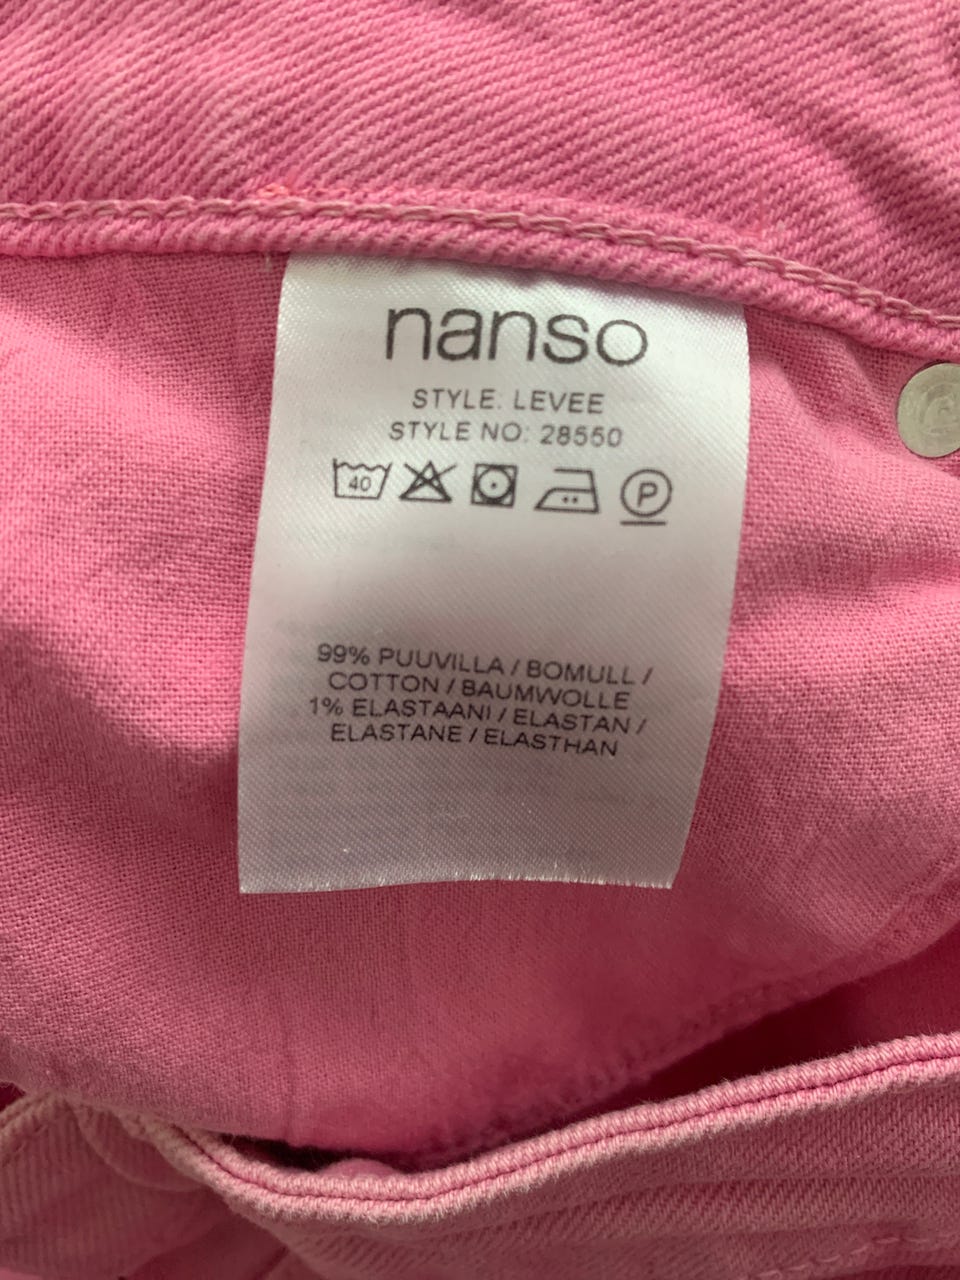 nanso
STYLE: LEVEE
STYLE NO: 28550
40
P
99% PUUVILLA / BOMULL /
COTTON / BAUMWOLLE
1% ELASTAANI / ELASTAN /
ELASTANE / ELASTHAN